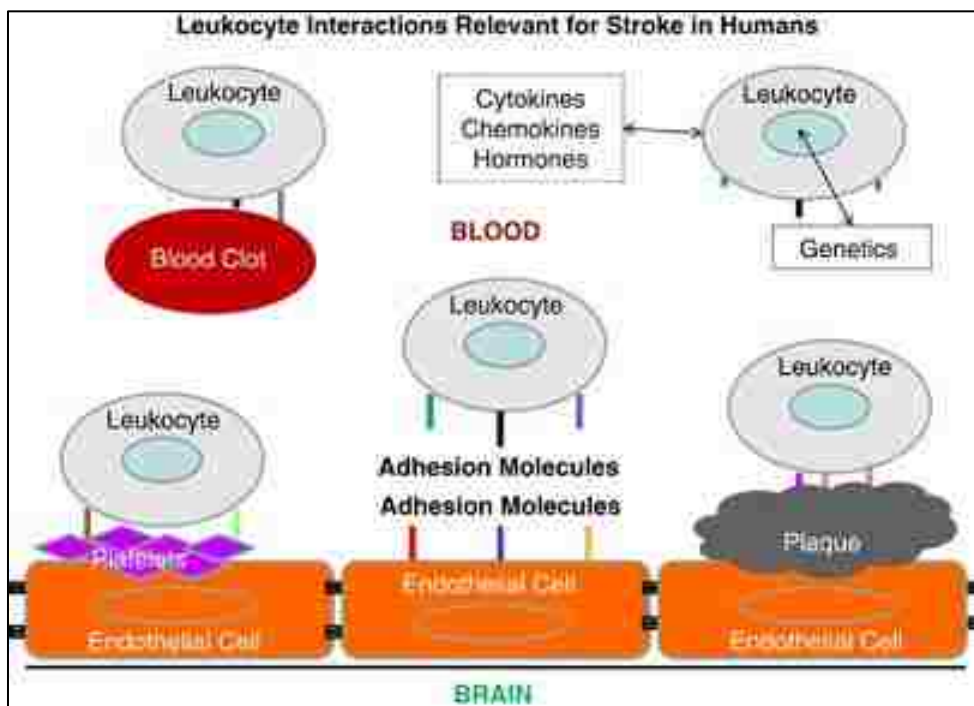 Leukocyte Interactions Relevant for Stroke in Humans
Leukocyte
Cytokines
Chemokines
Hormones
Leukocyte
BLOOD
Blood Clot
Genetics
Leukocyte
Leukocyte
Leukocyte
Adhesion Molecules
Adhesion Molecules
Platelets
Plaque
Endothelial Cell
Endothelial Cell
Endothelial Cell
BRAIN